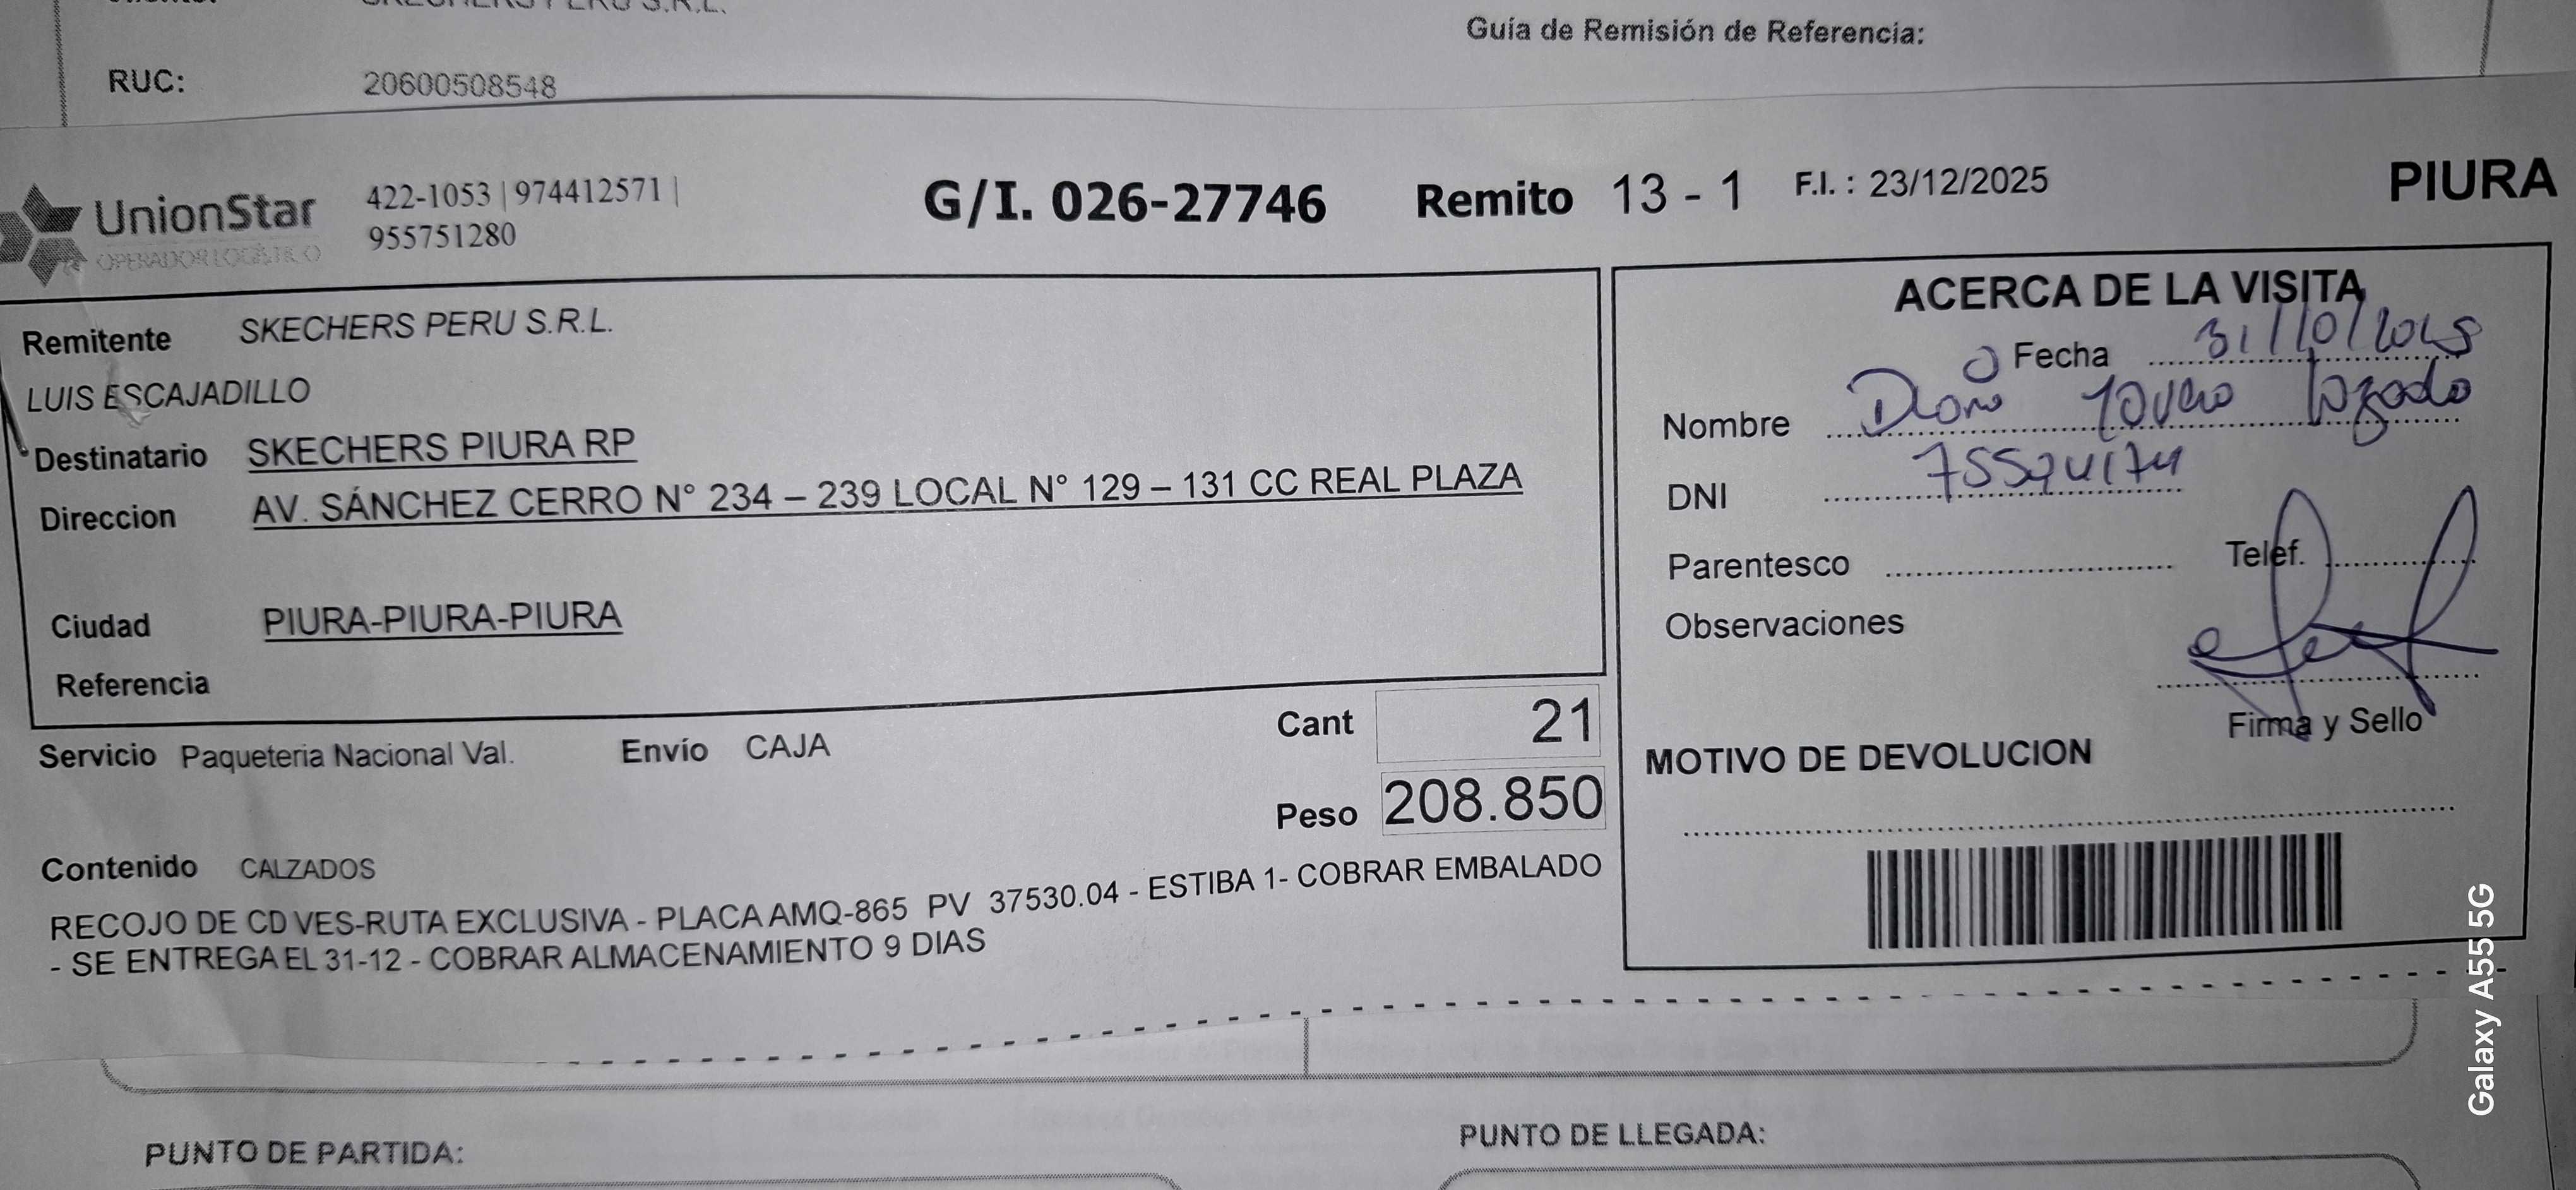 SKECHERS PERU S.R.L.
Guía de Remisión de Referencia:
RUC: 20600508548
UnionStar
OPERADOR LOGÍSTICO
422-1053 | 974412571 |
955751280
G/I. 026-27746 Remito 13 - 1 F.I. : 23/12/2025 PIURA
Remitente SKECHERS PERU S.R.L.
LUIS ESCAJADILLO
Destinatario SKECHERS PIURA RP
Direccion AV. SÁNCHEZ CERRO N° 234 – 239 LOCAL N° 129 – 131 CC REAL PLAZA
Ciudad PIURA-PIURA-PIURA
Referencia
Servicio Paqueteria Nacional Val. Envío CAJA
Cant 21
Peso 208.850
Contenido CALZADOS
RECOJO DE CD VES-RUTA EXCLUSIVA - PLACA AMQ-865 PV 37530.04 - ESTIBA 1- COBRAR EMBALADO
- SE ENTREGA EL 31-12 - COBRAR ALMACENAMIENTO 9 DIAS
ACERCA DE LA VISITA
Fecha 31/10/2025
Nombre
DNI
Parentesco Telef.
Observaciones
Firma y Sello
MOTIVO DE DEVOLUCION
PUNTO DE PARTIDA:
PUNTO DE LLEGADA:
Galaxy A55 5G